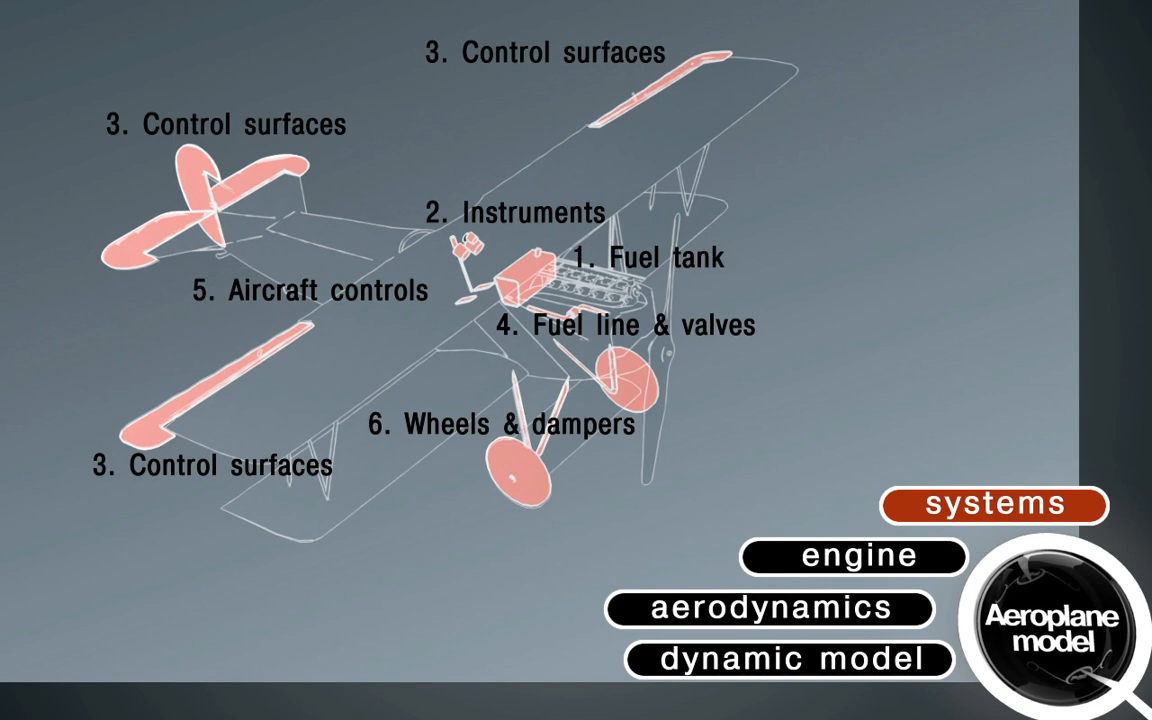 3. Control surfaces
3. Control surfaces
2. Instruments
1. Fuel tank
5. Aircraft controls
4. Fuel line & valves
6. Wheels & dampers
3. Control surfaces
systems
engine
aerodynamics
dynamic model
Aeroplane
model